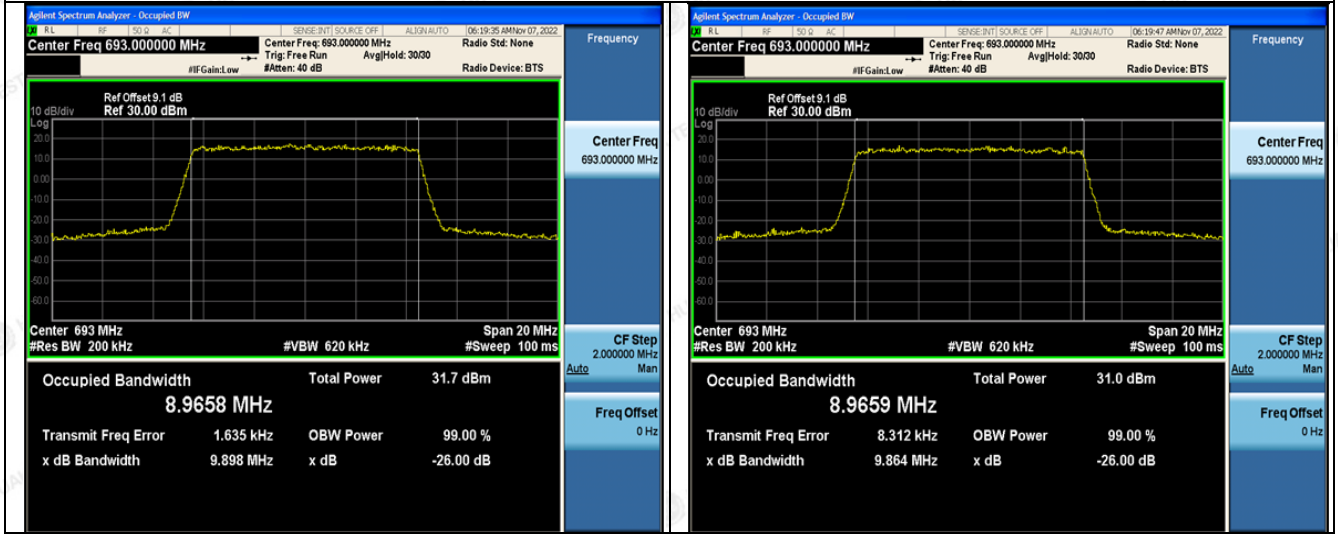 Agilent Spectrum Analyzer - Occupied BW
RL RF 50 Ω AC SENSE:INT SOURCE OFF ALIGN AUTO 06:19:35 AM Nov 07, 2022
Center Freq 693.000000 MHz
Center Freq: 693.000000 MHz
Radio Std: None
Trig: Free Run Avg|Hold: 30/30
#IFGain:Low
#Atten: 40 dB
Radio Device: BTS
Frequency
Ref Offset 9.1 dB
10 dB/div Ref 30.00 dBm
Log
20.0
10.0
0.00
-10.0
-20.0
-30.0
-40.0
-50.0
-60.0
Center 693 MHz Span 20 MHz
#Res BW 200 kHz #VBW 620 kHz #Sweep 100 ms
Occupied Bandwidth Total Power 31.7 dBm
8.9658 MHz
Transmit Freq Error 1.635 kHz OBW Power 99.00 %
x dB Bandwidth 9.898 MHz x dB -26.00 dB
Center Freq
693.000000 MHz
CF Step
2.000000 MHz
Auto Man
Freq Offset
0 Hz
Agilent Spectrum Analyzer - Occupied BW
RL RF 50 Ω AC SENSE:INT SOURCE OFF ALIGN AUTO 06:19:47 AM Nov 07, 2022
Center Freq 693.000000 MHz
Center Freq: 693.000000 MHz
Radio Std: None
Trig: Free Run Avg|Hold: 30/30
#IFGain:Low
#Atten: 40 dB
Radio Device: BTS
Frequency
Ref Offset 9.1 dB
10 dB/div Ref 30.00 dBm
Log
20.0
10.0
0.00
-10.0
-20.0
-30.0
-40.0
-50.0
-60.0
Center 693 MHz Span 20 MHz
#Res BW 200 kHz #VBW 620 kHz #Sweep 100 ms
Occupied Bandwidth Total Power 31.0 dBm
8.9659 MHz
Transmit Freq Error 8.312 kHz OBW Power 99.00 %
x dB Bandwidth 9.864 MHz x dB -26.00 dB
Center Freq
693.000000 MHz
CF Step
2.000000 MHz
Auto Man
Freq Offset
0 Hz